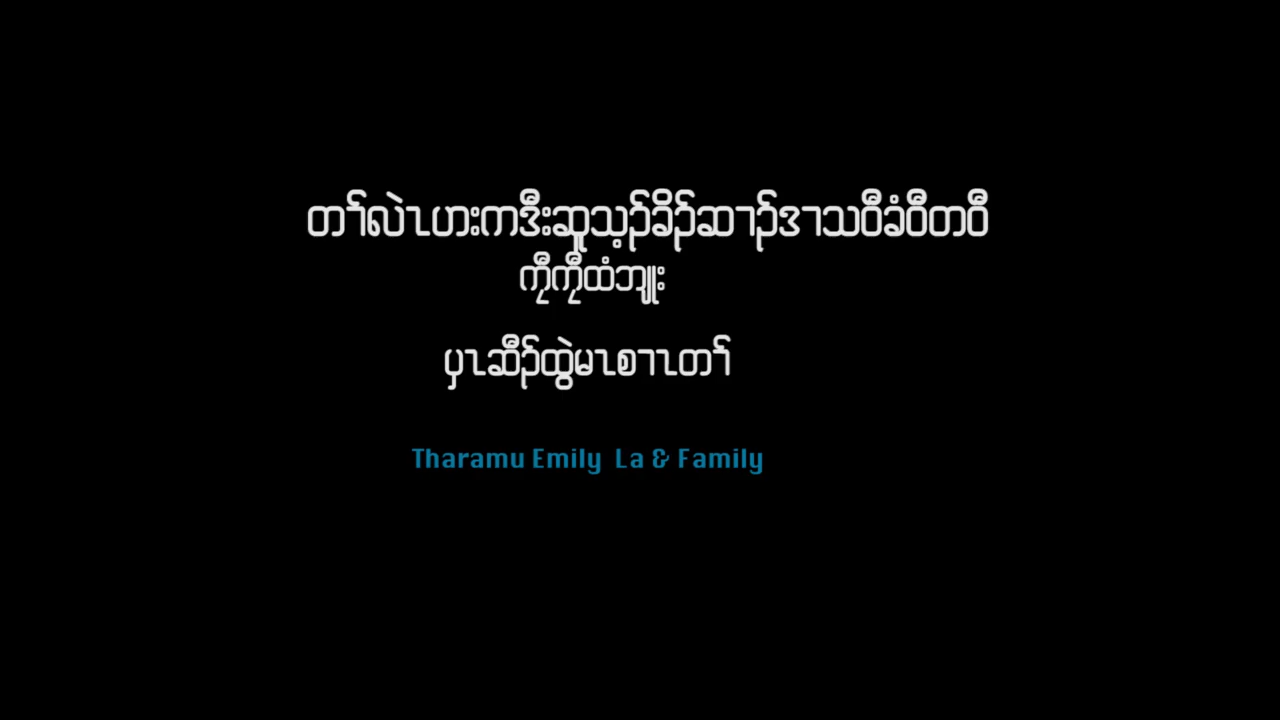 တၢ်လဲၤဟးကဒီးဆူသ့ၣ်ခိၣ်ဆၢၣ်ဒၢသဝီခံဝီတဝီ
ကိုီကိုီထံဘျုး
ပှၤဆီၣ်ထွဲမၤစၢၤတၢ်
Tharamu Emily La & Family